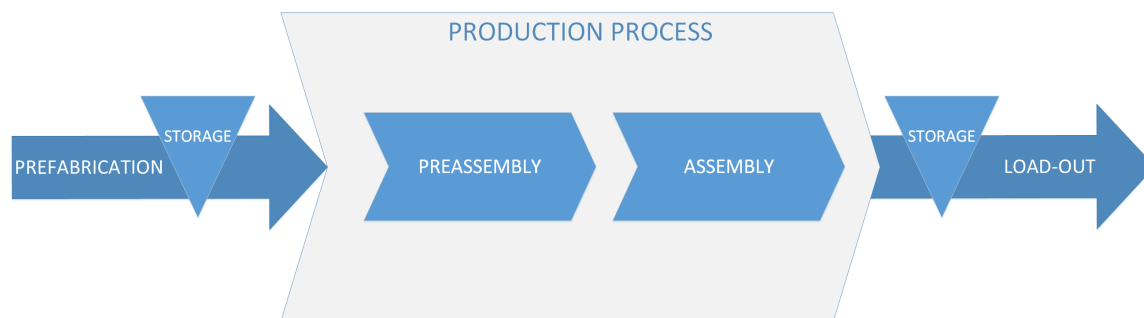 PRODUCTION PROCESS
PREFABRICATION
STORAGE
PREASSEMBLY
ASSEMBLY
STORAGE
LOAD-OUT